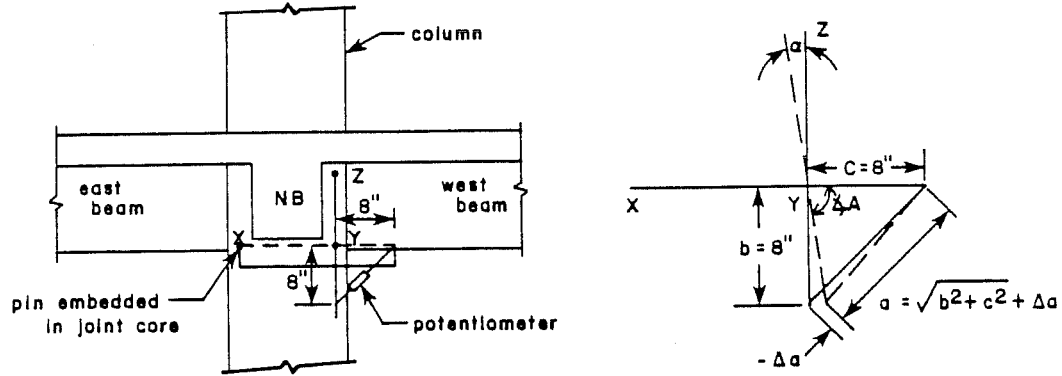 column
east
beam
NB
Z
8"
west
beam
X
Y
8"
pin embedded
in joint core
potentiometer
α
Z
C = 8"
X
Y
∡A
b = 8"
a = √b² + c² + Δa
- Δa